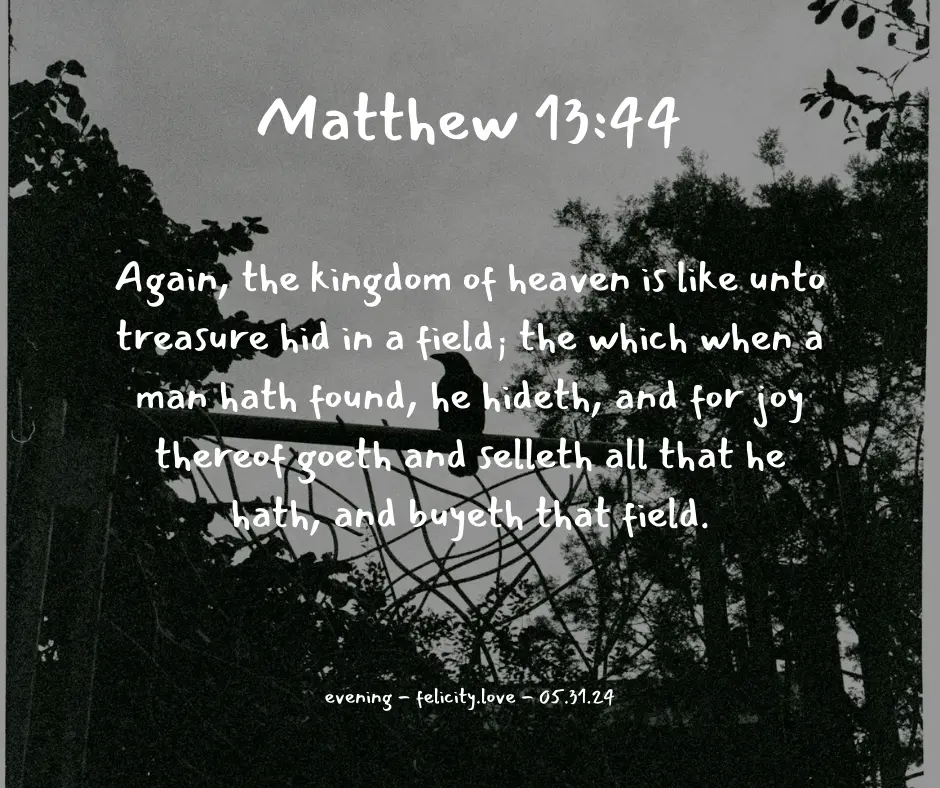 Matthew 13:44
Again, the kingdom of heaven is like unto
treasure hid in a field; the which when a
man hath found, he hideth, and for joy
thereof goeth and selleth all that he
hath, and buyeth that field.
evening - felicity.love - 05.31.24